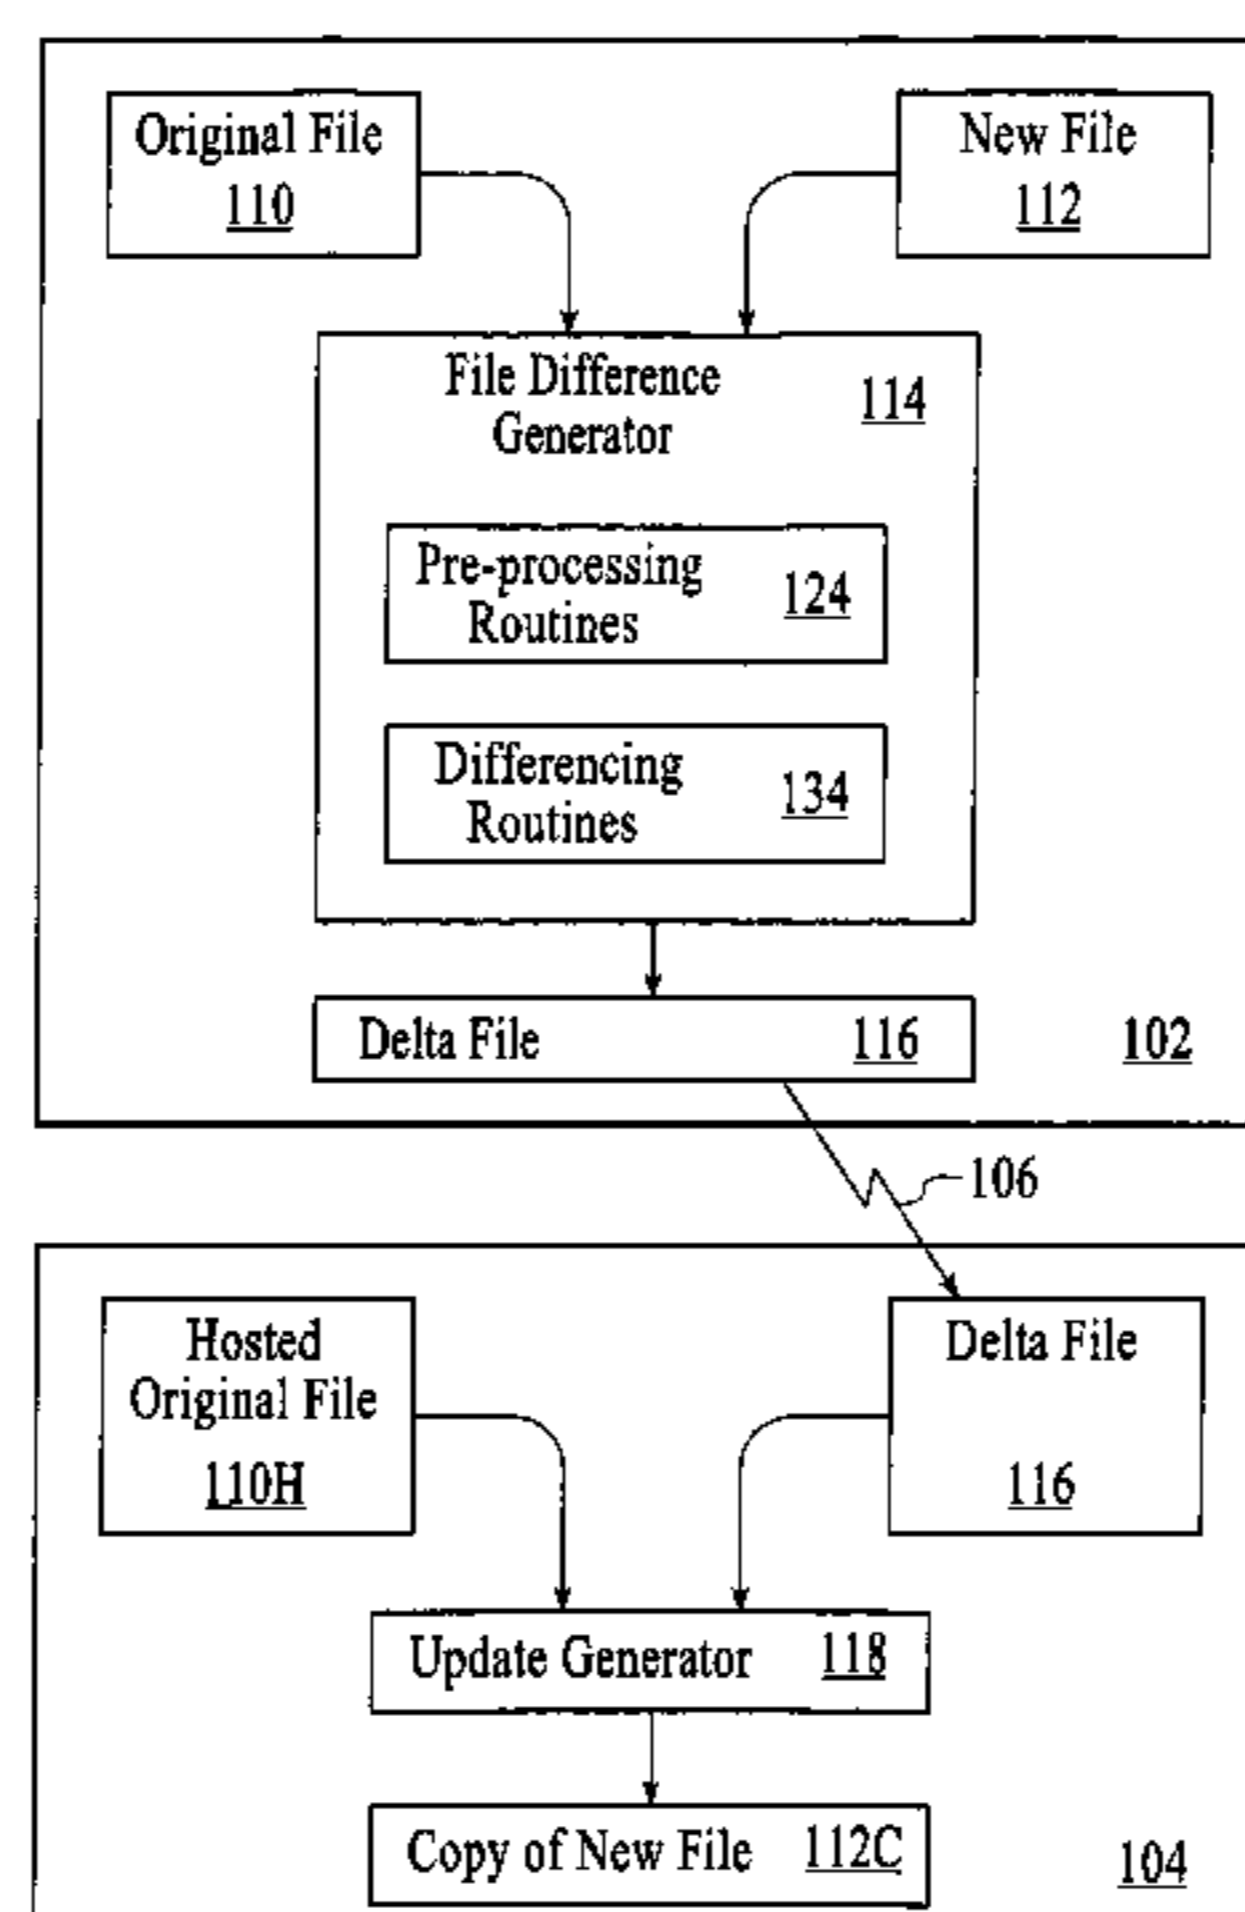 Original File
110
New File
112
File Difference
Generator
114
Pre-processing
Routines
124
Differencing
Routines
134
Delta File 116
102
106
Hosted
Original File
110H
Delta File
116
Update Generator 118
Copy of New File 112C
104